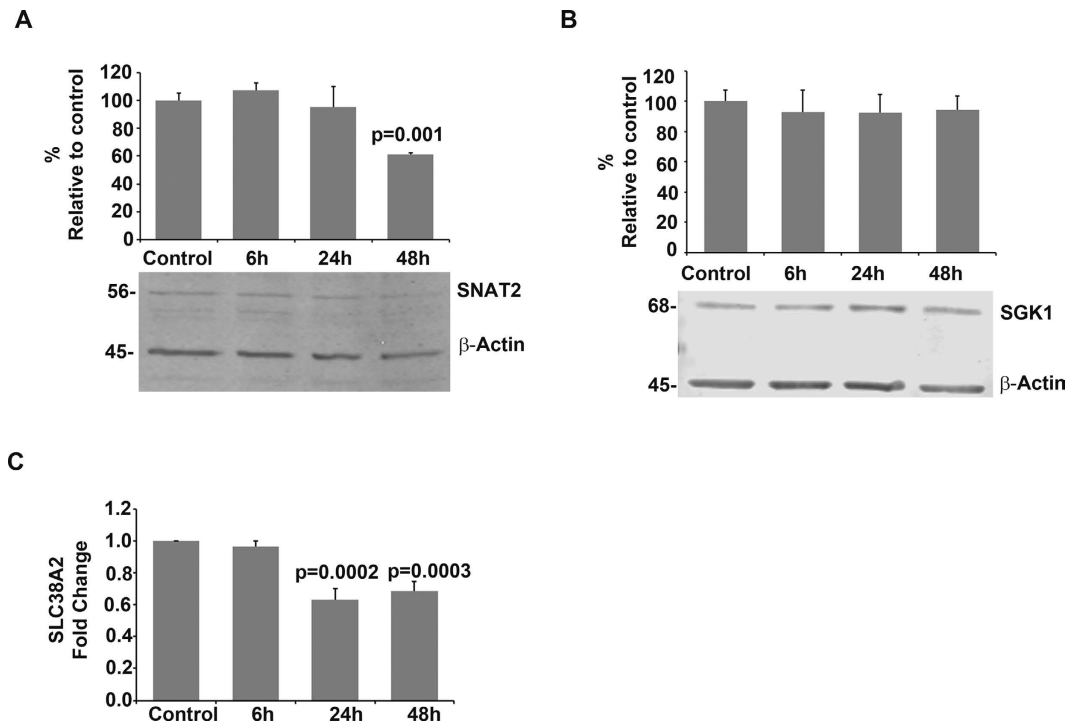 A
%
Relative to control
120
100
80
60
40
20
0
p=0.001
Control 6h 24h 48h
56- SNAT2
45- β-Actin
B
%
Relative to control
120
100
80
60
40
20
0
Control 6h 24h 48h
68- SGK1
45- β-Actin
C
SLC38A2
Fold Change
1.2
1.0
0.8
0.6
0.4
0.2
0.0
p=0.0002 p=0.0003
Control 6h 24h 48h